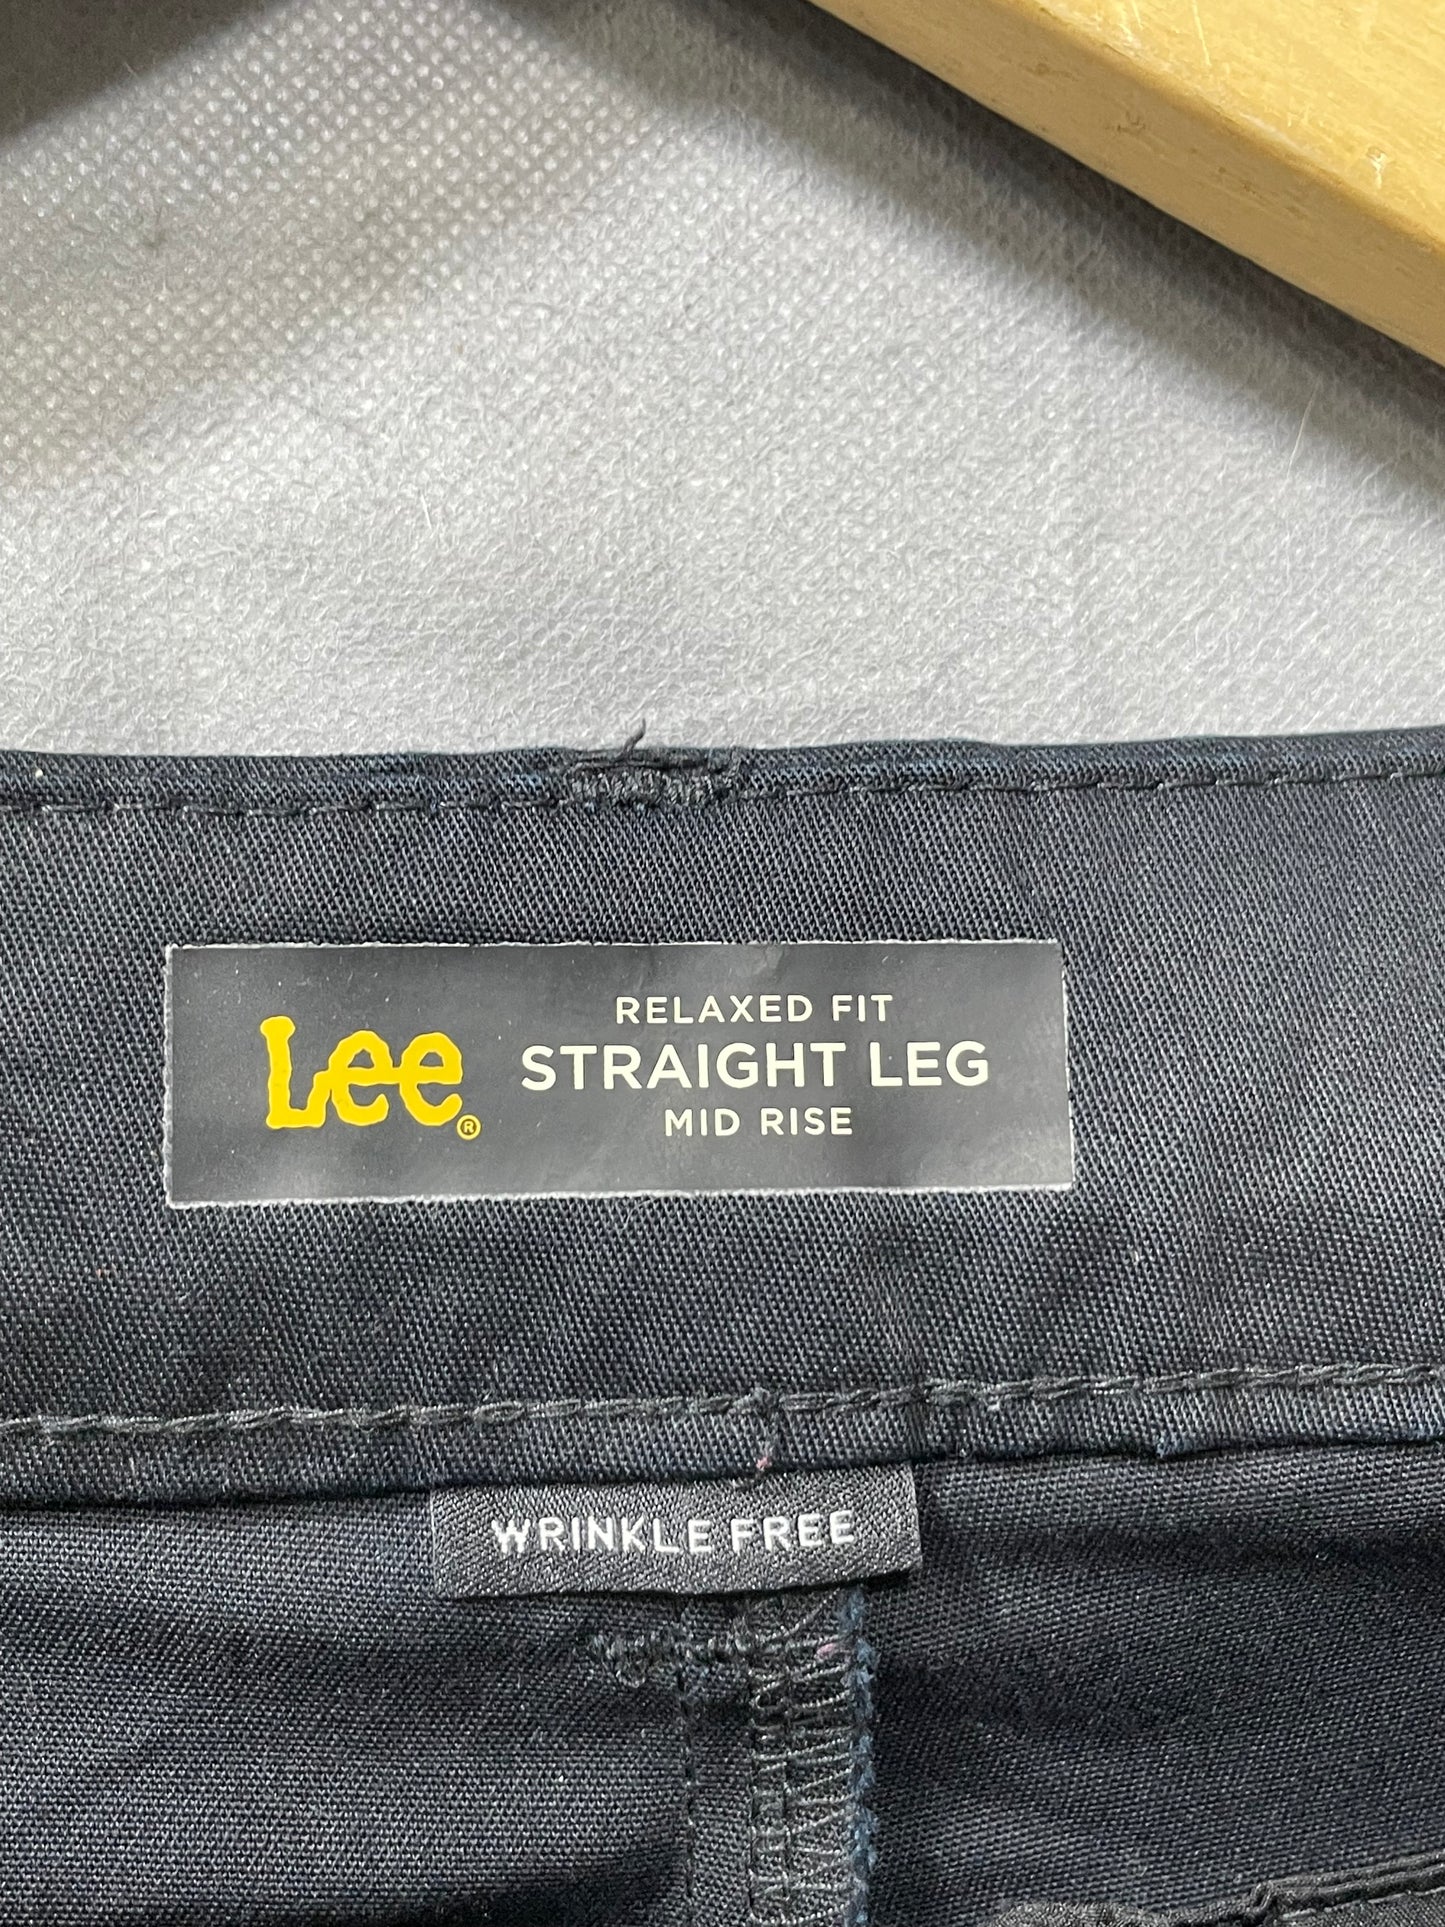 Lee®
RELAXED FIT
STRAIGHT LEG
MID RISE
WRINKLE FREE